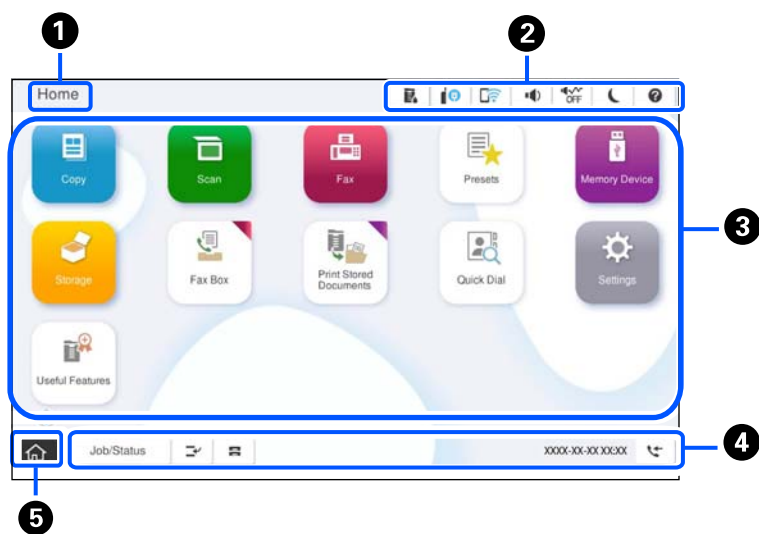 1
2
Home
OFF
Copy
Scan
Fax
Presets
Memory Device
3
Storage
Fax Box
Print Stored
Documents
Quick Dial
Settings
Useful Features
Job/Status
XXXX-XX-XX XX:XX
4
5